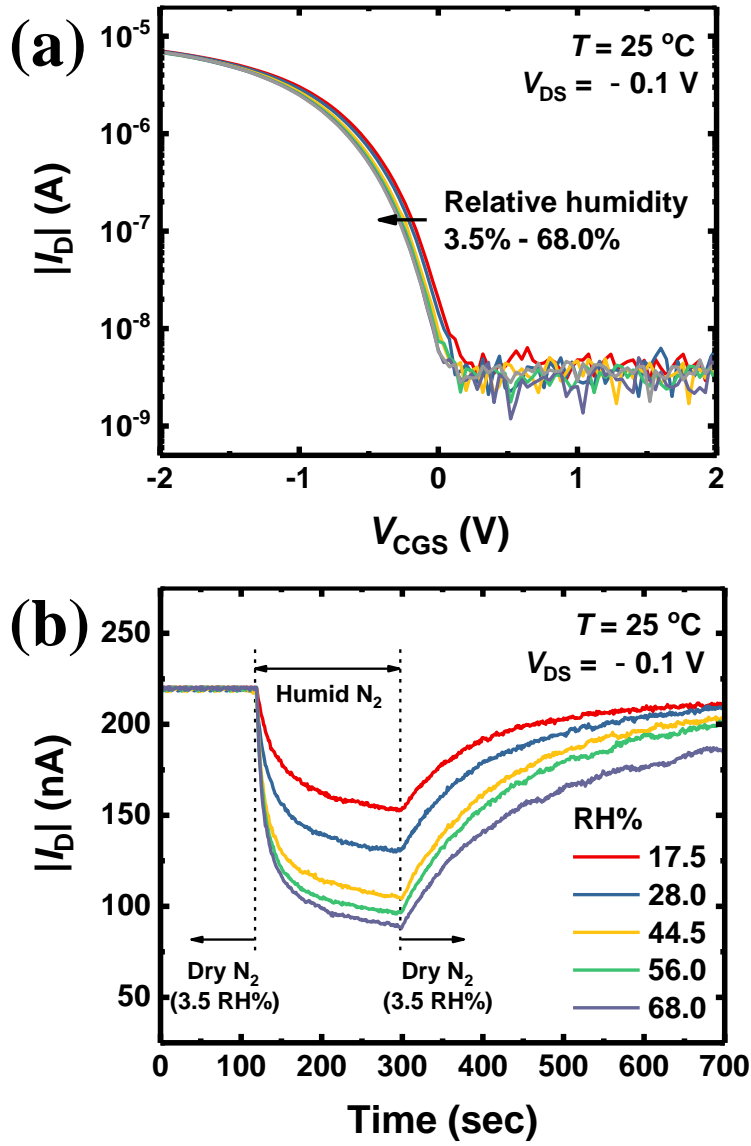 (a)
10⁻⁵
10⁻⁶
10⁻⁷
10⁻⁸
10⁻⁹
|I_D| (A)
T = 25 °C
V_DS = - 0.1 V
Relative humidity
3.5% - 68.0%
-2 -1 0 1 2
V_CGS (V)
(b)
250
200
150
100
50
|I_D| (nA)
T = 25 °C
V_DS = - 0.1 V
Humid N₂
RH%
17.5
28.0
44.5
56.0
68.0
Dry N₂
(3.5 RH%)
Dry N₂
(3.5 RH%)
0 100 200 300 400 500 600 700
Time (sec)